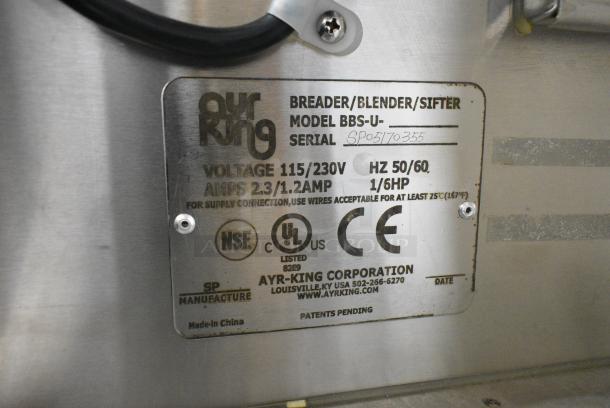 ayr king
BREADER/BLENDER/SIFTER
MODEL BBS-U-
SERIAL SP05170355
VOLTAGE 115/230V HZ 50/60
AMPS 2.3/1.2AMP 1/6HP
FOR SUPPLY CONNECTION, USE WIRES ACCEPTABLE FOR AT LEAST 25°C(167°F)
NSF C UL US CE
LISTED
82E9
AYR-KING CORPORATION
LOUISVILLE, KY USA 502-266-6270
WWW.AYRKING.COM
SP
MANUFACTURE
DATE
PATENTS PENDING
Made in China